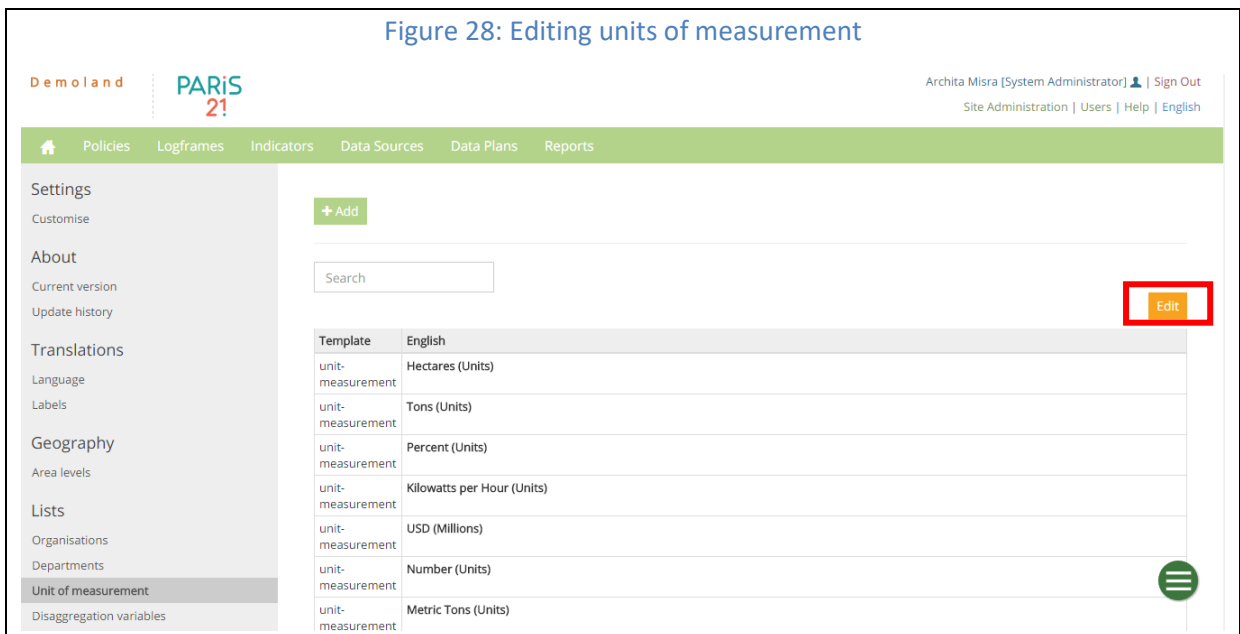 Figure 28: Editing units of measurement
Demoland
PARiS
21
Archita Misra [System Administrator] | Sign Out
Site Administration | Users | Help | English
Policies Logframes Indicators Data Sources Data Plans Reports
Settings
Customise
About
Current version
Update history
Translations
Language
Labels
Geography
Area levels
Lists
Organisations
Departments
Unit of measurement
Disaggregation variables
+ Add
Search
Edit
Template English
unit-
measurement
Hectares (Units)
unit-
measurement
Tons (Units)
unit-
measurement
Percent (Units)
unit-
measurement
Kilowatts per Hour (Units)
unit-
measurement
USD (Millions)
unit-
measurement
Number (Units)
unit-
measurement
Metric Tons (Units)